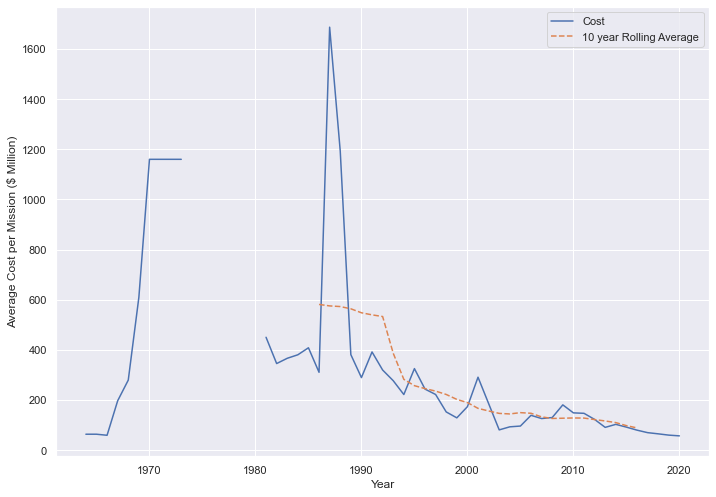 Cost
10 year Rolling Average
Average Cost per Mission ($ Million)
1600
1400
1200
1000
800
600
400
200
0
1970 1980 1990 2000 2010 2020
Year